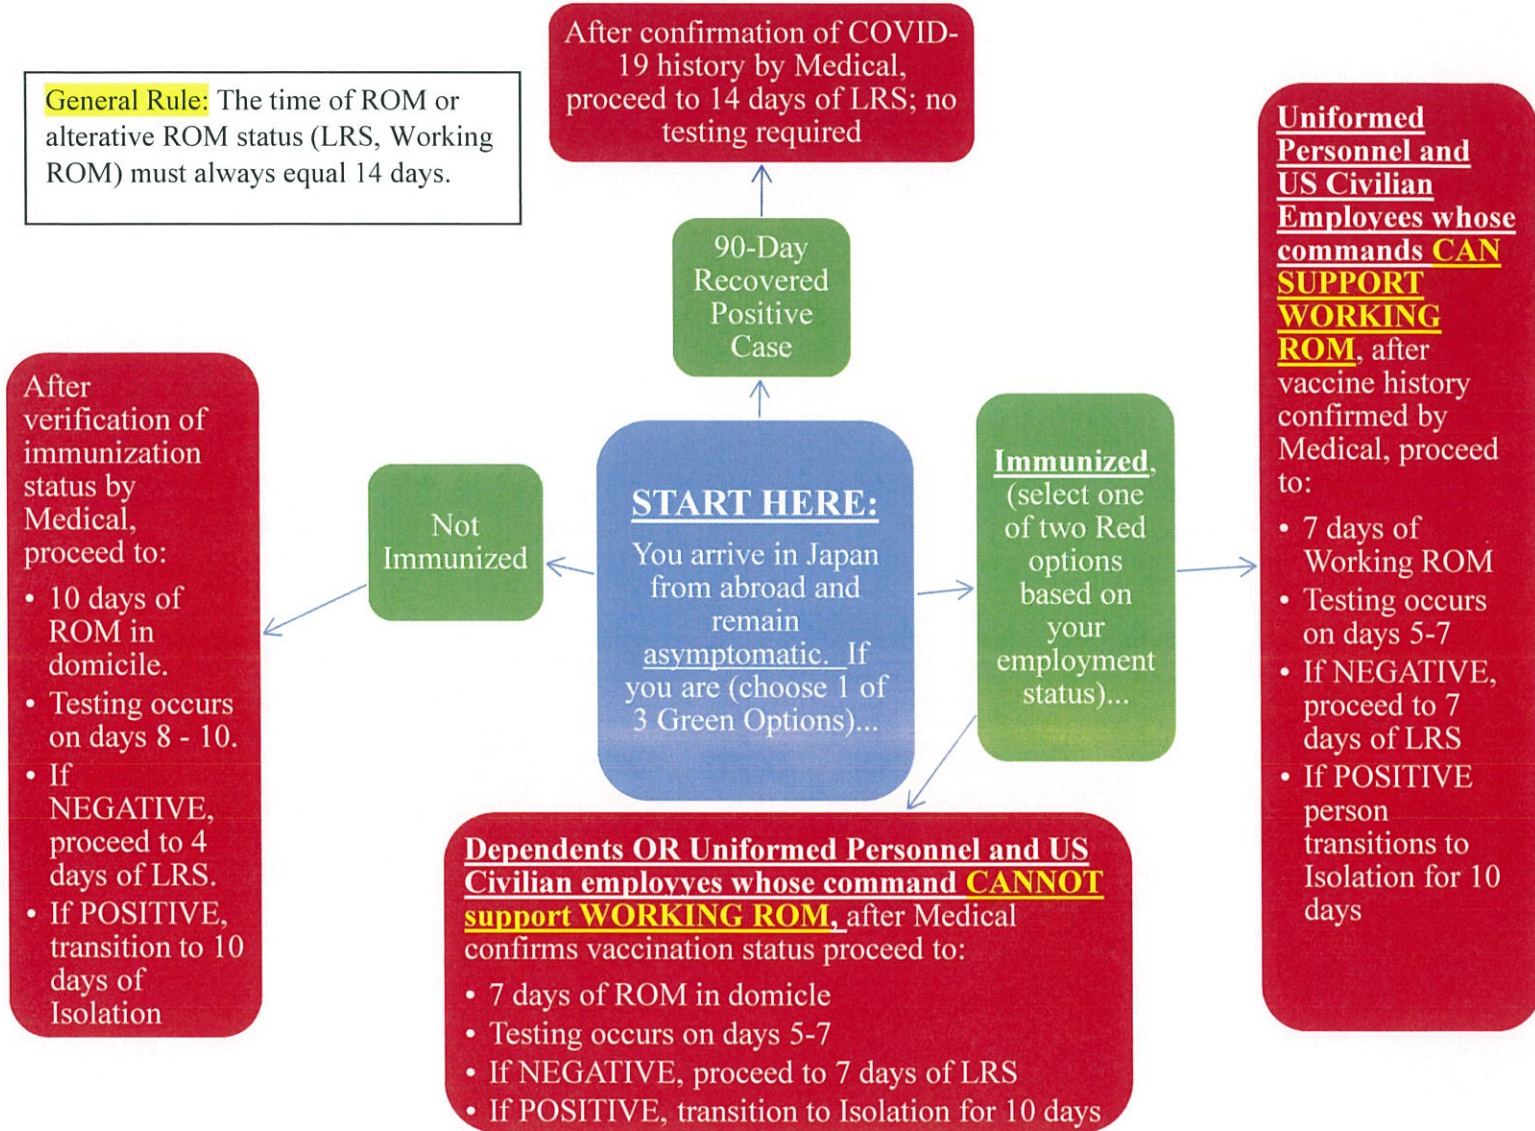 General Rule: The time of ROM or
alterative ROM status (LRS, Working
ROM) must always equal 14 days.
After confirmation of COVID-
19 history by Medical,
proceed to 14 days of LRS; no
testing required
90-Day
Recovered
Positive
Case
START HERE:
You arrive in Japan
from abroad and
remain
asymptomatic. If
you are (choose 1 of
3 Green Options)...
Not
Immunized
After
verification of
immunization
status by
Medical,
proceed to:
• 10 days of
ROM in
domicile.
• Testing occurs
on days 8 - 10.
• If
NEGATIVE,
proceed to 4
days of LRS.
• If POSITIVE,
transition to 10
days of
Isolation
Immunized,
(select one
of two Red
options
based on
your
employment
status)...
Uniformed
Personnel and
US Civilian
Employees whose
commands CAN
SUPPORT
WORKING
ROM, after
vaccine history
confirmed by
Medical, proceed
to:
• 7 days of
Working ROM
• Testing occurs
on days 5-7
• If NEGATIVE,
proceed to 7
days of LRS
• If POSITIVE
person
transitions to
Isolation for 10
days
Dependents OR Uniformed Personnel and US
Civilian employyes whose command CANNOT
support WORKING ROM, after Medical
confirms vaccination status proceed to:
• 7 days of ROM in domicle
• Testing occurs on days 5-7
• If NEGATIVE, proceed to 7 days of LRS
• If POSITIVE, transition to Isolation for 10 days